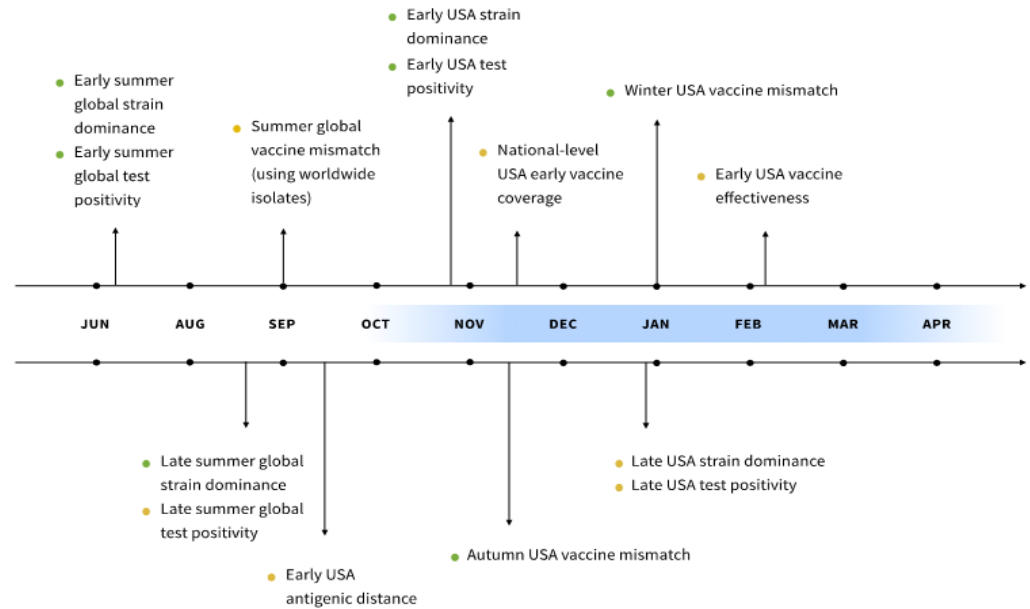 Early USA strain
dominance
Early USA test
positivity
Early summer
global strain
dominance
Early summer
global test
positivity
Summer global
vaccine mismatch
(using worldwide
isolates)
National-level
USA early vaccine
coverage
Winter USA vaccine mismatch
Early USA vaccine
effectiveness
JUN AUG SEP OCT NOV DEC JAN FEB MAR APR
Late summer global
strain dominance
Late summer global
test positivity
Early USA
antigenic distance
Autumn USA vaccine mismatch
Late USA strain dominance
Late USA test positivity